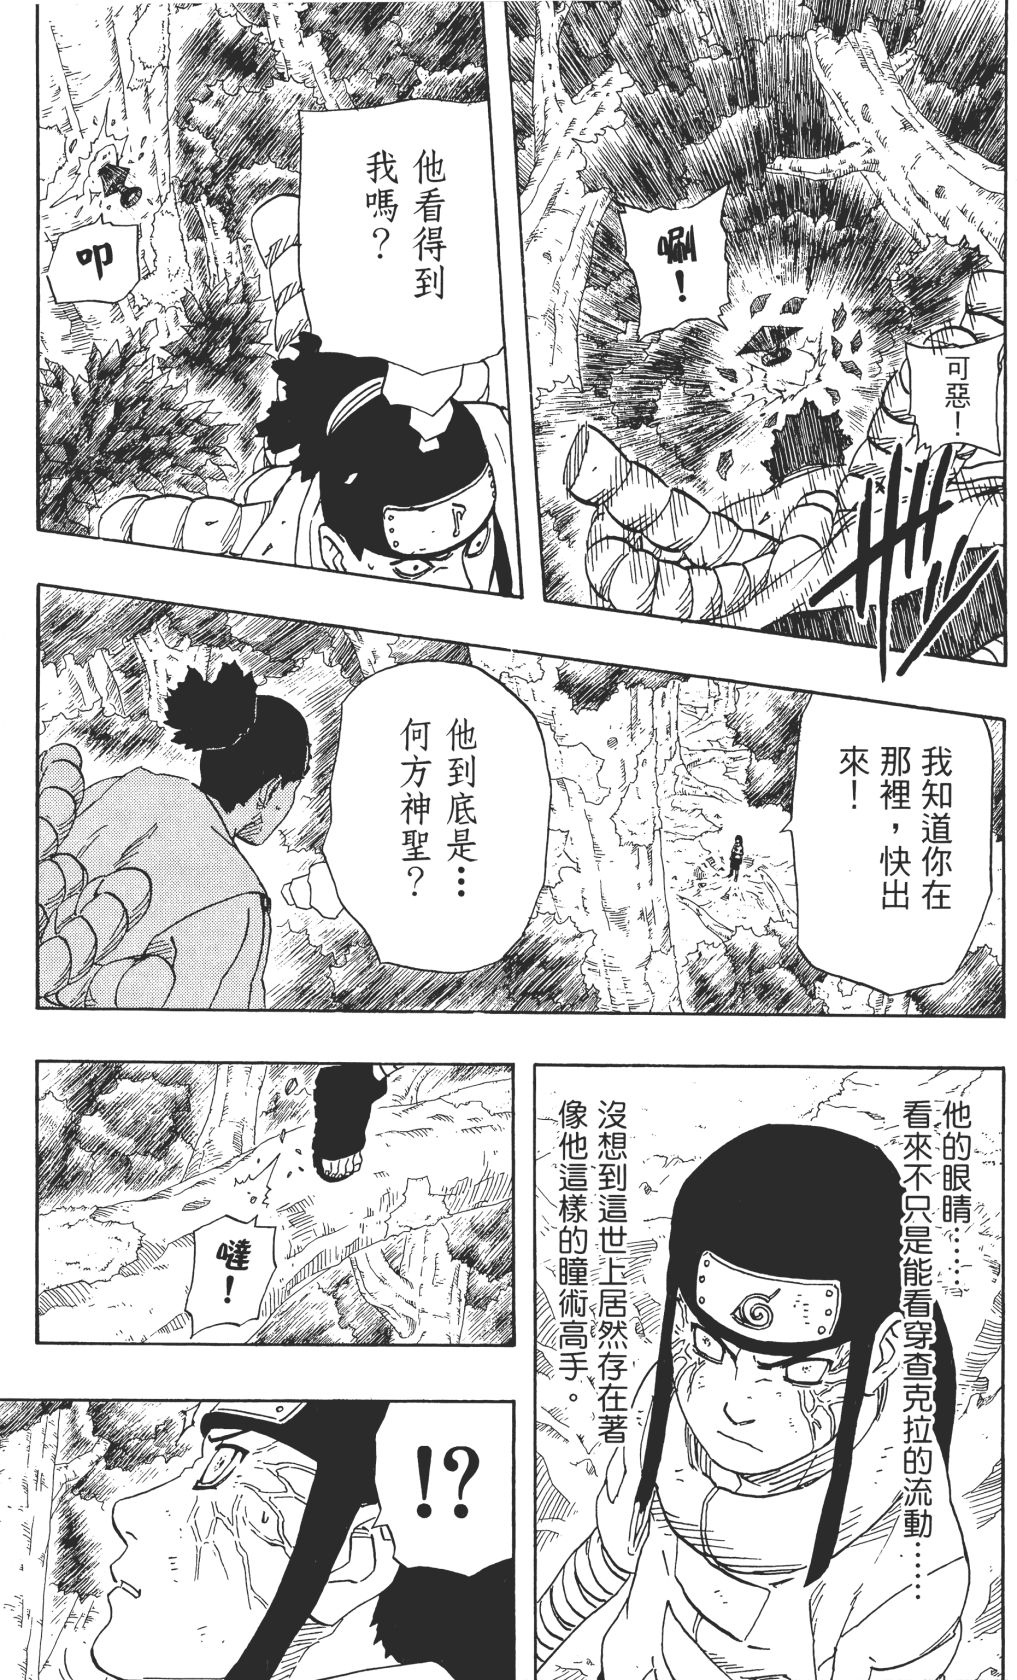 唰！
可惡！
他看得到
我嗎？
叩
我知道你在
那裡，快出
來！
他到底是…
何方神聖？
他的眼睛……
看來不只是能看穿查克拉的流動……
沒想到這世上居然存在著
像他這樣的瞳術高手。
噠！
!?